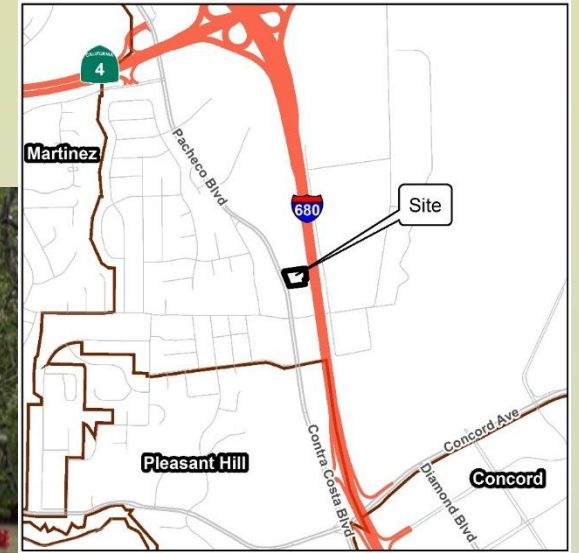 CALIFORNIA
4
Martinez
Pacheco Blvd
680
Site
Pleasant Hill
Contra Costa Blvd
Concord Ave
Diamond Blvd
Concord